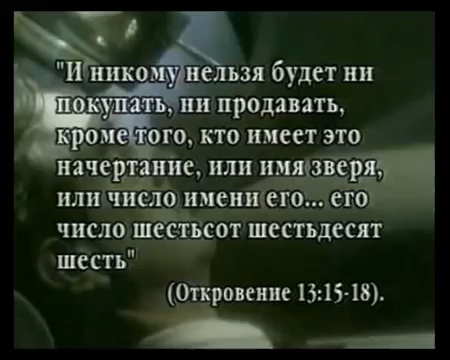 "И никому нельзя будет ни
покупать, ни продавать,
кроме того, кто имеет это
начертание, или имя зверя,
или число имени его... его
число шестьсот шестьдесят
шесть"
(Откровение 13:15-18).